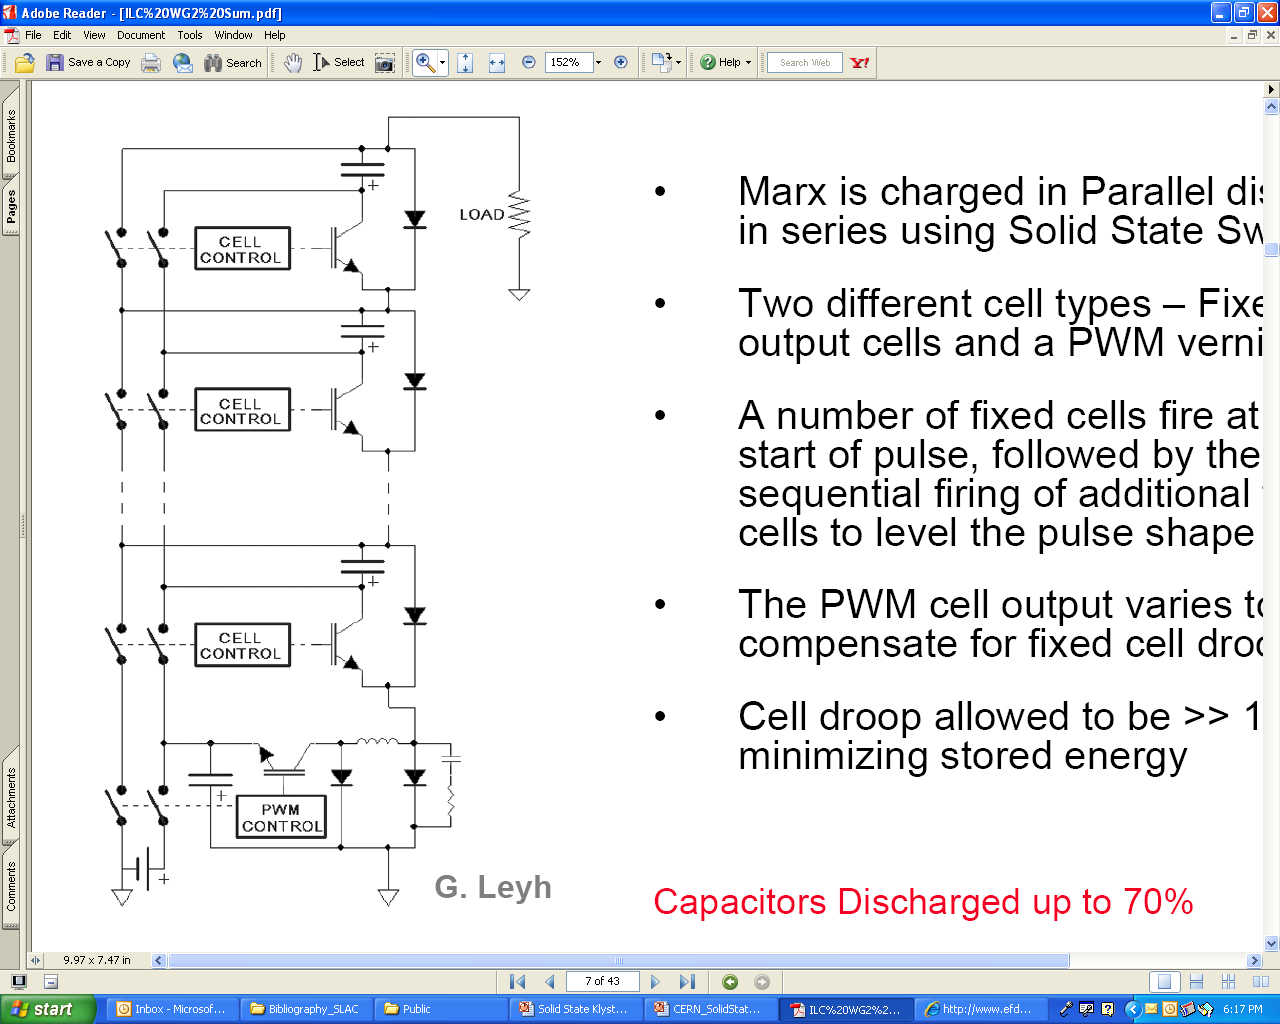 Adobe Reader - [ILC%20WG2%20Sum.pdf]
File Edit View Document Tools Window Help
Save a Copy Search Select 152% Help Search Web Y!
Bookmarks
Pages
Attachments
Comments
LOAD
CELL
CONTROL
+
CELL
CONTROL
+
CELL
CONTROL
+
PWM
CONTROL
+
+
G. Leyh
• Marx is charged in Parallel dis
in series using Solid State Sw
• Two different cell types – Fixe
output cells and a PWM verni
• A number of fixed cells fire at
start of pulse, followed by the
sequential firing of additional
cells to level the pulse shape
• The PWM cell output varies to
compensate for fixed cell droo
• Cell droop allowed to be >> 1
minimizing stored energy
Capacitors Discharged up to 70%
9.97 x 7.47 in
7 of 43
start Inbox - Microsof... Bibliography_SLAC Public Solid State Klyst... CERN_SolidStat... ILC%20WG2%2... http://www.efd... 6:17 PM